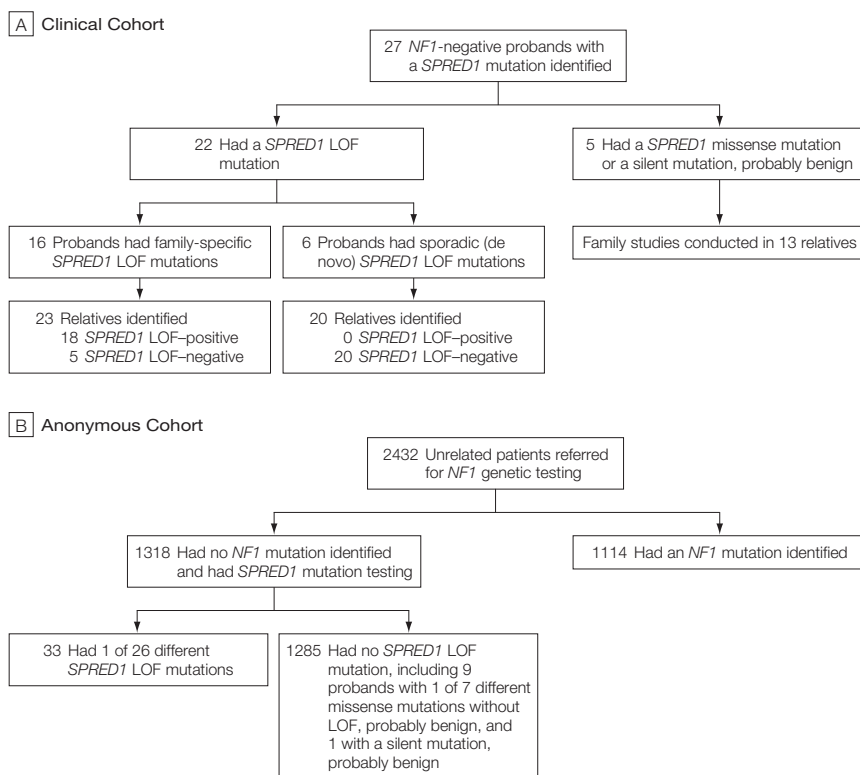 A Clinical Cohort
27 NF1-negative probands with
a SPRED1 mutation identified
22 Had a SPRED1 LOF
mutation
5 Had a SPRED1 missense mutation
or a silent mutation, probably benign
16 Probands had family-specific
SPRED1 LOF mutations
6 Probands had sporadic (de
novo) SPRED1 LOF mutations
Family studies conducted in 13 relatives
23 Relatives identified
18 SPRED1 LOF–positive
5 SPRED1 LOF–negative
20 Relatives identified
0 SPRED1 LOF–positive
20 SPRED1 LOF–negative
B Anonymous Cohort
2432 Unrelated patients referred
for NF1 genetic testing
1318 Had no NF1 mutation identified
and had SPRED1 mutation testing
1114 Had an NF1 mutation identified
33 Had 1 of 26 different
SPRED1 LOF mutations
1285 Had no SPRED1 LOF
mutation, including 9
probands with 1 of 7 different
missense mutations without
LOF, probably benign, and
1 with a silent mutation,
probably benign